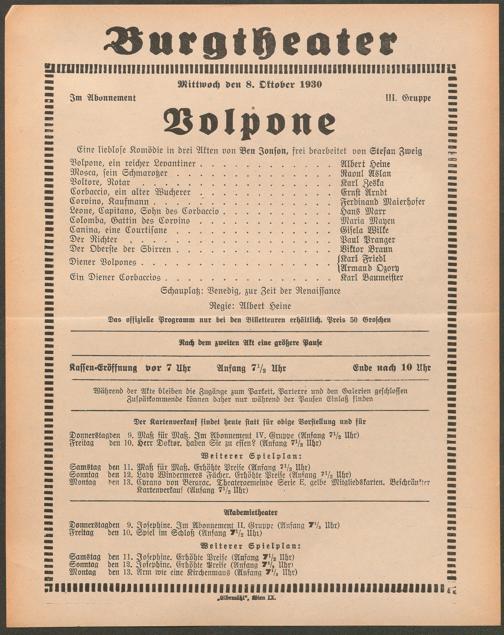 Burgtheater
Mittwoch den 8. Oktober 1930
Im Abonnement III. Gruppe
Volpone
Eine lieblose Komödie in drei Akten von Ben Jonson, frei bearbeitet von Stefan Zweig
Volpone, ein reicher Levantiner . . . . . . . . . . Albert Heine
Mosca, sein Schmarotzer . . . . . . . . . . Raoul Aslan
Voltore, Notar . . . . . . . . . . Karl Zeska
Corbaccio, ein alter Wucherer . . . . . . . . . . Ernst Arndt
Corvino, Kaufmann . . . . . . . . . . Ferdinand Maierhofer
Leone, Capitano, Sohn des Corbaccio . . . . . . . . . . Hans Marr
Colomba, Gattin des Corvino . . . . . . . . . . Maria Mayen
Canina, eine Courtisane . . . . . . . . . . Gisela Wilke
Der Richter . . . . . . . . . . Paul Pranger
Der Oberste der Sbirren . . . . . . . . . . Viktor Braun
Diener Volpones . . . . . . . . . . {Karl Friedl
{Armand Ozory
Ein Diener Corbaccios . . . . . . . . . . Karl Baumeister
Schauplatz: Venedig, zur Zeit der Renaissance
Regie: Albert Heine
Das offizielle Programm nur bei den Billetteuren erhältlich. Preis 50 Groschen
Nach dem zweiten Akt eine größere Pause
Kassen-Eröffnung vor 7 Uhr Anfang 7½ Uhr Ende nach 10 Uhr
Während der Akte bleiben die Zugänge zum Parkett, Parterre und den Galerien geschlossen
Zuspätkommende können daher nur während der Pausen Einlaß finden
Der Kartenverkauf findet heute statt für obige Vorstellung und für
Donnerstag den 9. Maß für Maß. Im Abonnement IV. Gruppe (Anfang 7½ Uhr)
Freitag den 10. Herr Doktor, haben Sie zu essen? (Anfang 7½ Uhr)
Weiterer Spielplan:
Samstag den 11. Maß für Maß. Erhöhte Preise (Anfang 7½ Uhr)
Sonntag den 12. Lady Windermeres Fächer. Erhöhte Preise (Anfang 7½ Uhr)
Montag den 13. Cyrano von Bergerac. Theatergemeinde Serie E, gelbe Mitgliedskarten. Beschränkter
Kartenverkauf (Anfang 7½ Uhr)
Akademietheater
Donnerstag den 9. Josephine. Im Abonnement II. Gruppe (Anfang 7½ Uhr)
Freitag den 10. Spiel im Schloß (Anfang 7½ Uhr)
Weiterer Spielplan:
Samstag den 11. Josephine. Erhöhte Preise (Anfang 7½ Uhr)
Sonntag den 12. Josephine. Erhöhte Preise (Anfang 7½ Uhr)
Montag den 13. Arm wie eine Kirchenmaus (Anfang 7½ Uhr)
„Elbemühl“, Wien IX.